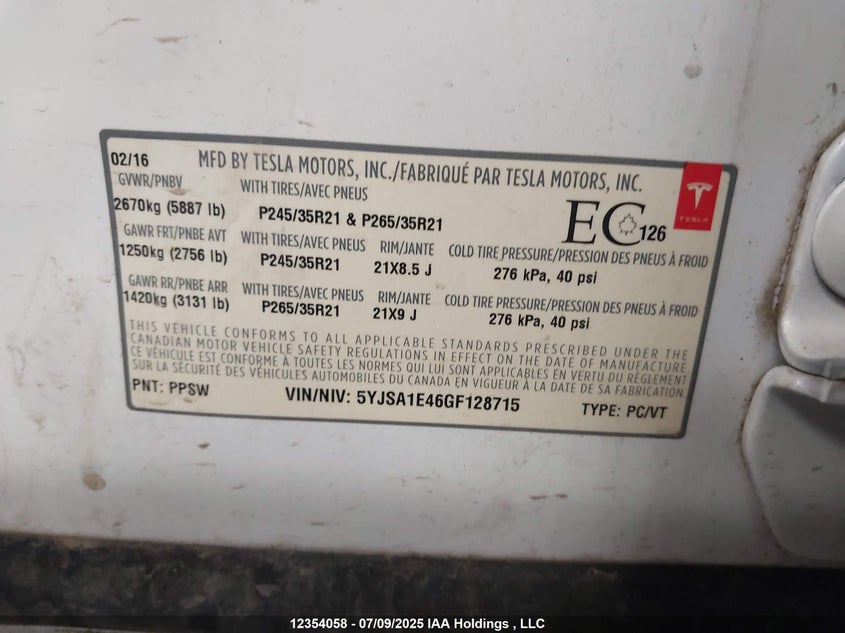 02/16 MFD BY TESLA MOTORS, INC./FABRIQUÉ PAR TESLA MOTORS, INC.
GVWR/PNBV WITH TIRES/AVEC PNEUS
2670kg (5887 lb) P245/35R21 & P265/35R21 EC 126
TESLA
GAWR FRT/PNBE AVT WITH TIRES/AVEC PNEUS RIM/JANTE COLD TIRE PRESSURE/PRESSION DES PNEUS À FROID
1250kg (2756 lb) P245/35R21 21X8.5 J 276 kPa, 40 psi
GAWR RR/PNBE ARR WITH TIRES/AVEC PNEUS RIM/JANTE COLD TIRE PRESSURE/PRESSION DES PNEUS À FROID
1420kg (3131 lb) P265/35R21 21X9 J 276 kPa, 40 psi
THIS VEHICLE CONFORMS TO ALL APPLICABLE STANDARDS PRESCRIBED UNDER THE
CANADIAN MOTOR VEHICLE SAFETY REGULATIONS IN EFFECT ON THE DATE OF MANUFACTURE.
CE VÉHICULE EST CONFORME À TOUTES LES NORMES QUI LUI SONT APPLICABLES EN VERTU DU RÈGLEMENT
SUR LA SÉCURITÉ DES VÉHICULES AUTOMOBILES DU CANADA EN VIGUEUR À LA DATE DE SA FABRICATION.
PNT: PPSW VIN/NIV: 5YJSA1E46GF128715 TYPE: PC/VT
12354058 - 07/09/2025 IAA Holdings , LLC